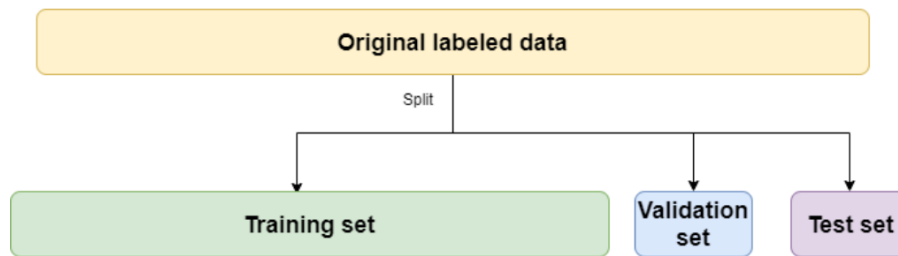 Original labeled data
Split
Training set
Validation
set
Test set